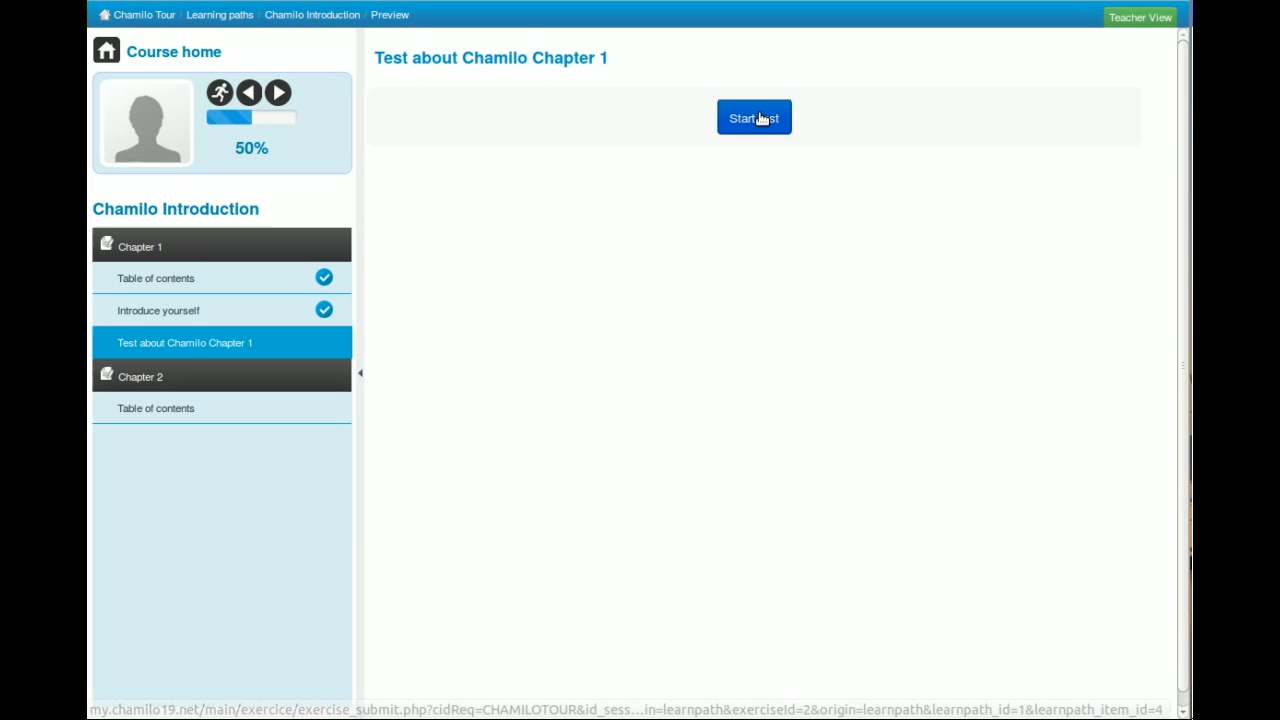 Chamilo Tour / Learning paths / Chamilo Introduction / Preview
Teacher View
Course home
50%
Chamilo Introduction
Chapter 1
Table of contents
Introduce yourself
Test about Chamilo Chapter 1
Chapter 2
Table of contents
Test about Chamilo Chapter 1
Start
my.chamilo19.net/main/exercice/exercise_submit.php?cidReq=CHAMILOTOUR&id_sess...in=learnpath&exerciseId=2&origin=learnpath&learnpath_id=1&learnpath_item_id=4